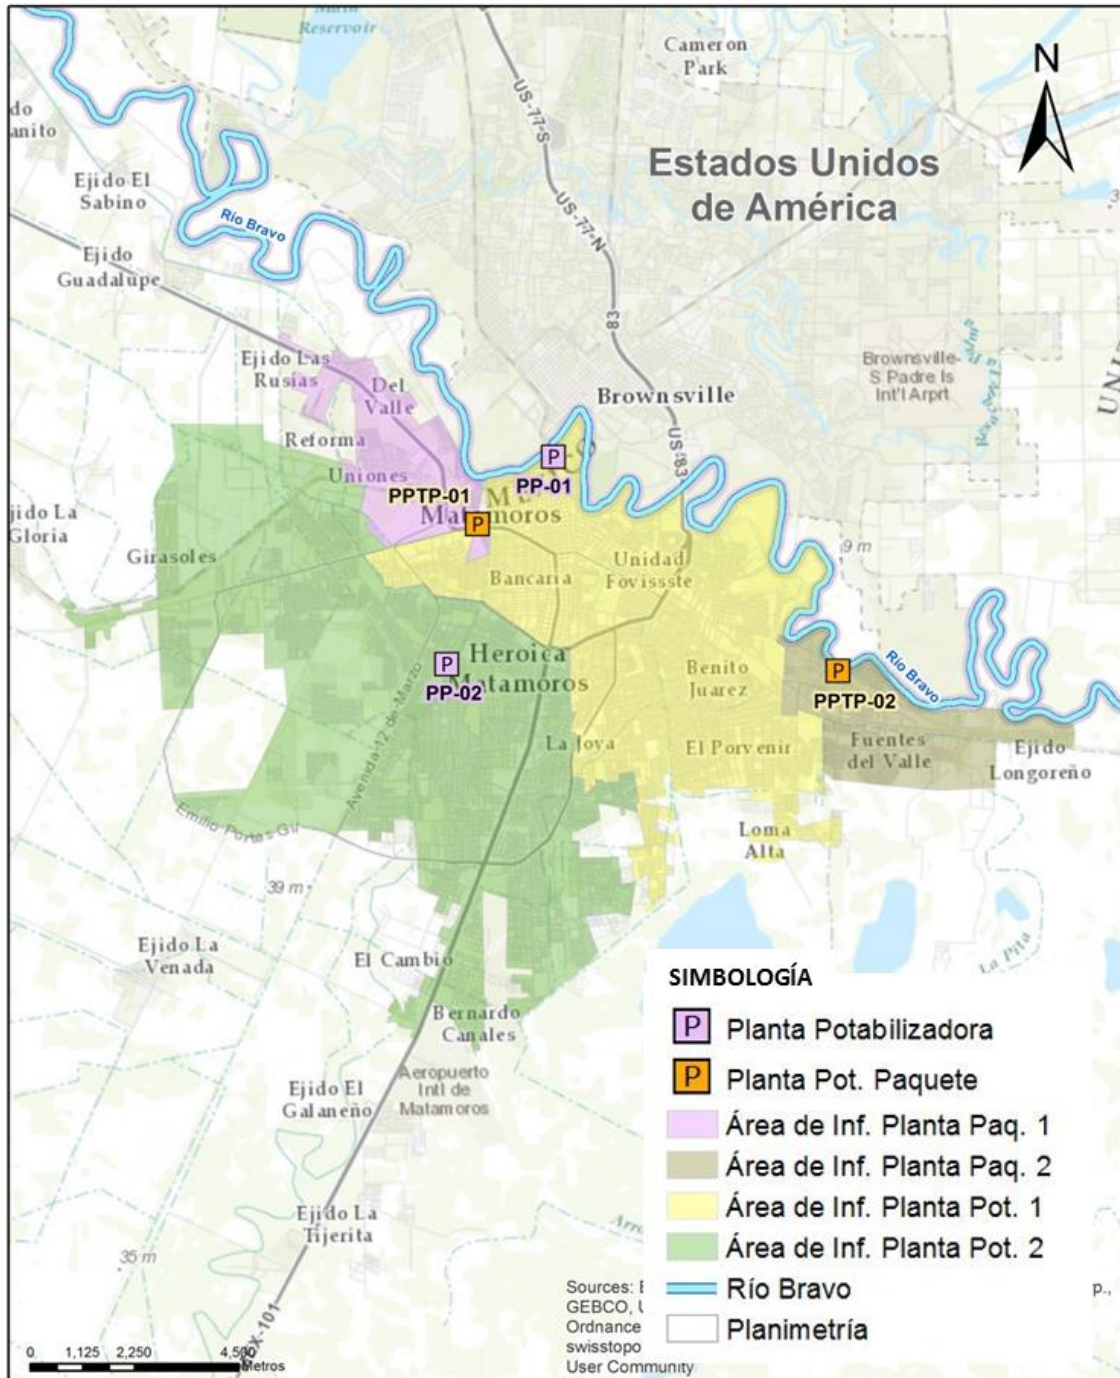 Main
Reservoir
Cameron
Park
N
US-77-S
Estados Unidos
de América
do
anito
Ejido El
Sabino
Río Bravo
US-77-N
Ejido
Guadalupe
83
Ejido Las
Rusias
Del
Valle
Brownsville-
S Padre Is
Int'l Arprt
Brownsville
Reforma
US 83
Uniones
PP-01
PPTP-01
Matamoros
jido La
Gloria
Girasoles
9 m
Bancaria
Unidad
Fovissste
Heroica
Matamoros
PP-02
Benito
Juarez
Río Bravo
PPTP-02
Avenida 12 de Marzo
La Joya
El Porvenir
Fuentes
del Valle
Ejido
Longoreño
Emilio Portes Gil
Loma
Alta
39 m
Ejido La
Venada
El Cambio
La Pita
Bernardo
Canales
Aeropuerto
Intl de
Matamoros
Ejido El
Galaneño
Ejido La
Tijerita
35 m
SIMBOLOGÍA
P Planta Potabilizadora
P Planta Pot. Paquete
Área de Inf. Planta Paq. 1
Área de Inf. Planta Paq. 2
Área de Inf. Planta Pot. 1
Área de Inf. Planta Pot. 2
Río Bravo
Planimetría
Sources: E
p.,
GEBCO, U
Ordnance
swisstopo
User Community
0 1,125 2,250 4,500
Metros
X-101